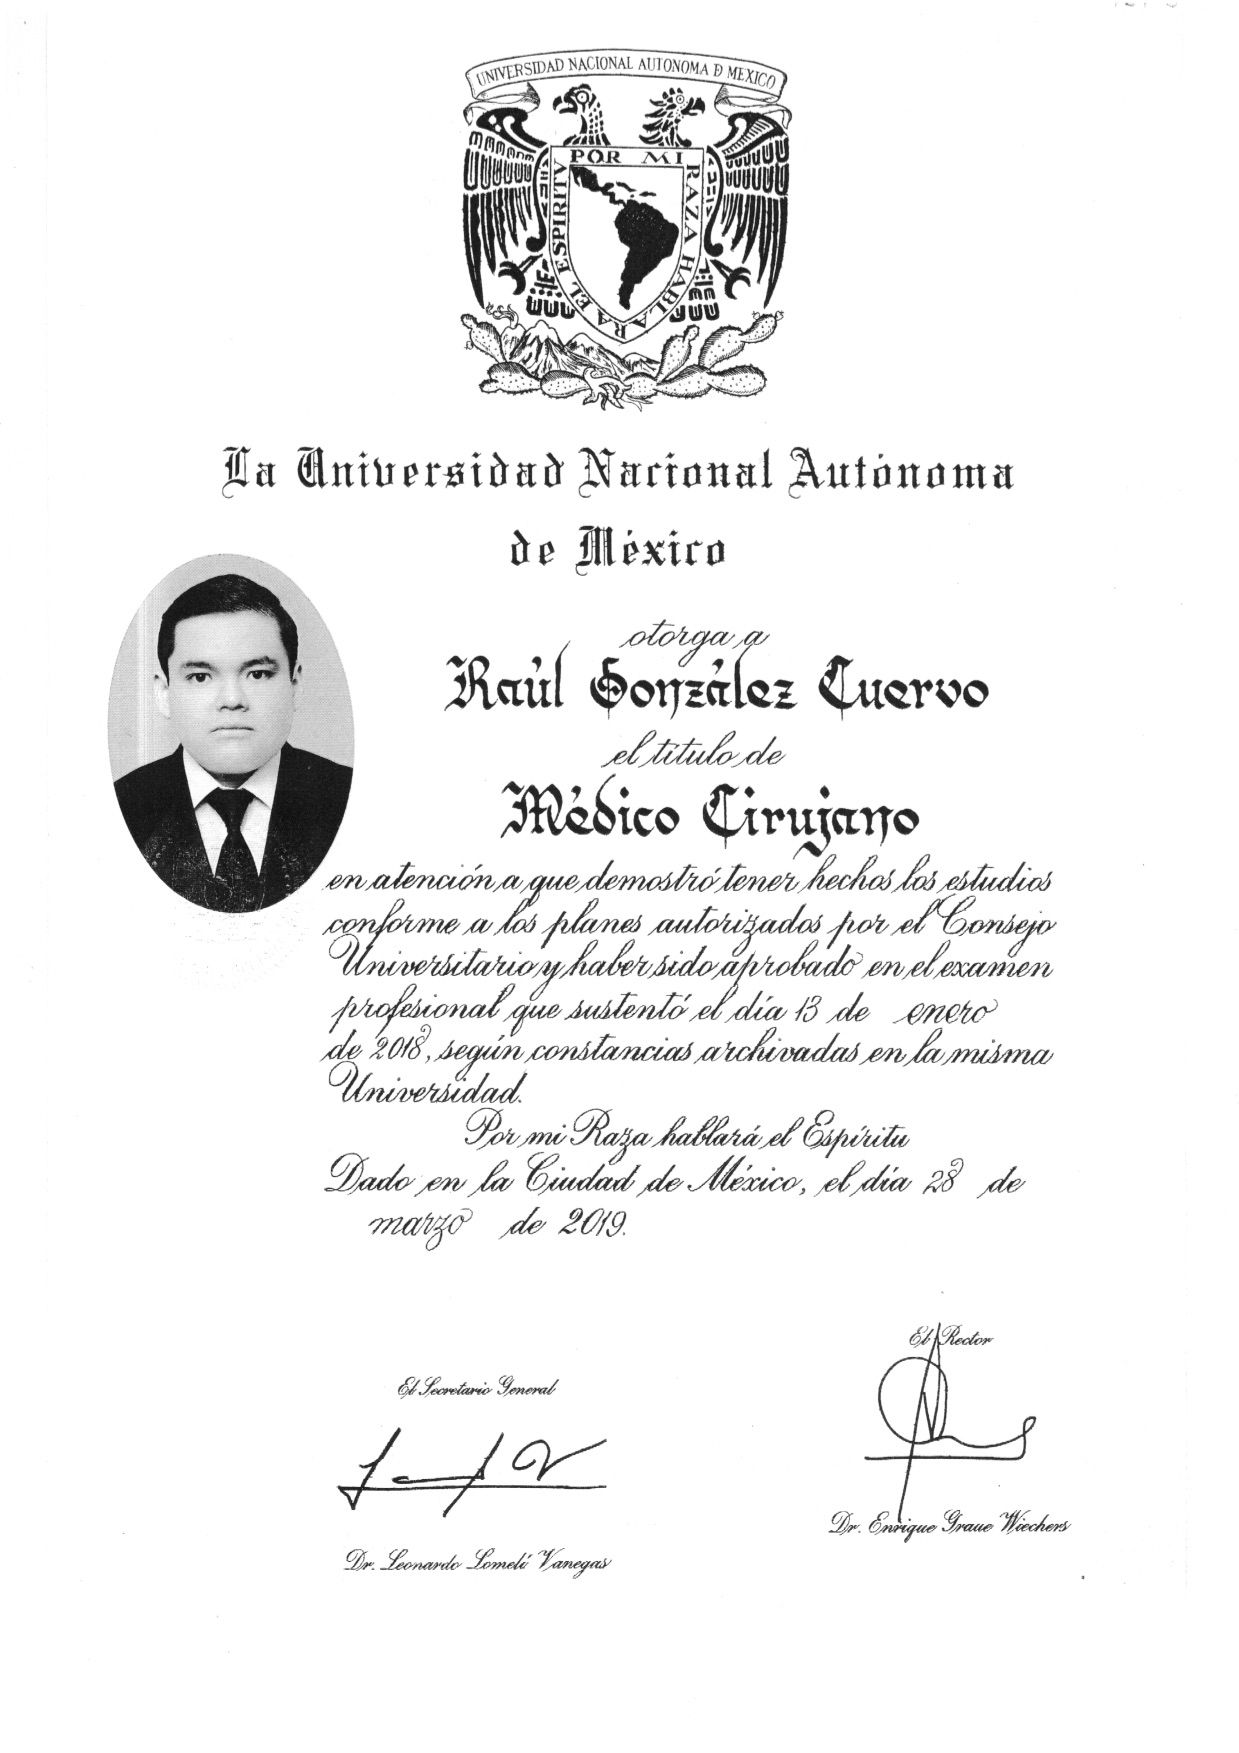 UNIVERSIDAD NACIONAL AUTONOMA D MEXICO
POR MI RAZA HABLARA EL ESPIRITU
La Universidad Nacional Autónoma
de México
otorga a
Raúl González Cuervo
el título de
Médico Cirujano
en atención a que demostró tener hechos los estudios
conforme a los planes autorizados por el Consejo
Universitario y haber sido aprobado en el examen
profesional que sustentó el día 13 de enero
de 2018, según constancias archivadas en la misma
Universidad.
Por mi Raza hablará el Espíritu
Dado en la Ciudad de México, el día 28 de
marzo de 2019.
El Rector
El Secretario General
Dr. Enrique Graue Wiechers
Dr. Leonardo Lomelí Vanegas